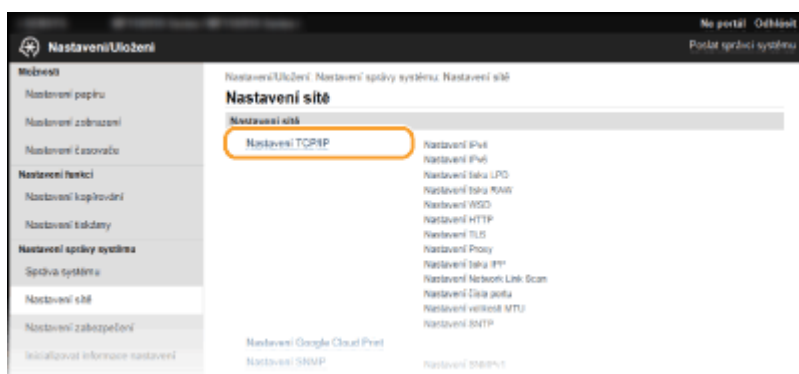 Na portál Odhlásit
Nastavení/Uložení
Poslat správci systému
Možnosti
Nastavení papíru
Nastavení zobrazení
Nastavení časovače
Nastavení funkcí
Nastavení kopírování
Nastavení tiskárny
Nastavení správy systému
Správa systému
Nastavení sítě
Nastavení zabezpečení
Inicializovat informace nastavení
Nastavení/Uložení: Nastavení správy systému: Nastavení sítě
Nastavení sítě
Nastavení sítě
Nastavení TCP/IP
Nastavení IPv4
Nastavení IPv6
Nastavení tisku LPD
Nastavení tisku RAW
Nastavení WSD
Nastavení HTTP
Nastavení TLS
Nastavení Proxy
Nastavení tisku IPP
Nastavení Network Link Scan
Nastavení čísla portu
Nastavení velikosti MTU
Nastavení SNTP
Nastavení Google Cloud Print
Nastavení SNMP
Nastavení SNMPv1